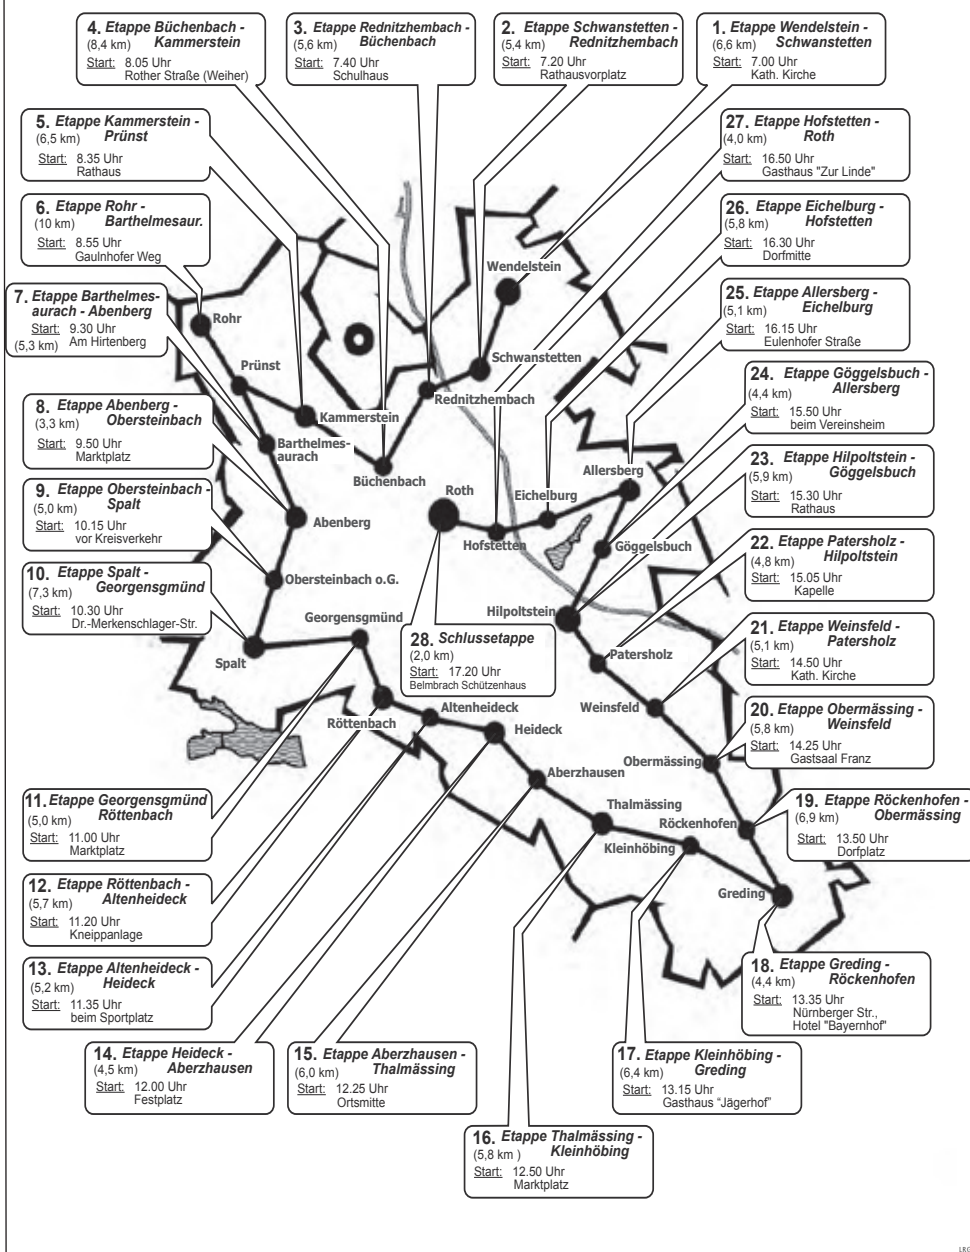 4. Etappe Büchenbach -
(8,4 km) Kammerstein
Start: 8.05 Uhr
Rother Straße (Weiher)
3. Etappe Rednitzhembach -
(5,6 km) Büchenbach
Start: 7.40 Uhr
Schulhaus
2. Etappe Schwanstetten -
(5,4 km) Rednitzhembach
Start: 7.20 Uhr
Rathausvorplatz
1. Etappe Wendelstein -
(6,6 km) Schwanstetten
Start: 7.00 Uhr
Kath. Kirche
5. Etappe Kammerstein -
(6,5 km) Prünst
Start: 8.35 Uhr
Rathaus
27. Etappe Hofstetten -
(4,0 km) Roth
Start: 16.50 Uhr
Gasthaus "Zur Linde"
6. Etappe Rohr -
(10 km) Barthelmesaur.
Start: 8.55 Uhr
Gaulnhofer Weg
26. Etappe Eichelburg -
(5,8 km) Hofstetten
Start: 16.30 Uhr
Dorfmitte
7. Etappe Barthelmes-
aurach - Abenberg
Start: 9.30 Uhr
(5,3 km) Am Hirtenberg
25. Etappe Allersberg -
(5,1 km) Eichelburg
Start: 16.15 Uhr
Eulenhofer Straße
8. Etappe Abenberg -
(3,3 km) Obersteinbach
Start: 9.50 Uhr
Marktplatz
24. Etappe Göggelsbuch -
(4,4 km) Allersberg
Start: 15.50 Uhr
beim Vereinsheim
9. Etappe Obersteinbach -
(5,0 km) Spalt
Start: 10.15 Uhr
vor Kreisverkehr
23. Etappe Hilpoltstein -
(5,9 km) Göggelsbuch
Start: 15.30 Uhr
Rathaus
10. Etappe Spalt -
(7,3 km) Georgensgmünd
Start: 10.30 Uhr
Dr.-Merkenschlager-Str.
22. Etappe Patersholz -
(4,8 km) Hilpoltstein
Start: 15.05 Uhr
Kapelle
28. Schlussetappe
(2,0 km)
Start: 17.20 Uhr
Belmbrach Schützenhaus
21. Etappe Weinsfeld -
(5,1 km) Patersholz
Start: 14.50 Uhr
Kath. Kirche
20. Etappe Obermässing -
(5,8 km) Weinsfeld
Start: 14.25 Uhr
Gastsaal Franz
11. Etappe Georgensgmünd
(5,0 km) Röttenbach
Start: 11.00 Uhr
Marktplatz
19. Etappe Röckenhofen -
(6,9 km) Obermässing
Start: 13.50 Uhr
Dorfplatz
12. Etappe Röttenbach -
(5,7 km) Altenheideck
Start: 11.20 Uhr
Kneippanlage
13. Etappe Altenheideck -
(5,2 km) Heideck
Start: 11.35 Uhr
beim Sportplatz
18. Etappe Greding -
(4,4 km) Röckenhofen
Start: 13.35 Uhr
Nürnberger Str.,
Hotel "Bayernhof"
14. Etappe Heideck -
(4,5 km) Aberzhausen
Start: 12.00 Uhr
Festplatz
15. Etappe Aberzhausen -
(6,0 km) Thalmässing
Start: 12.25 Uhr
Ortsmitte
17. Etappe Kleinhöbing -
(6,4 km) Greding
Start: 13.15 Uhr
Gasthaus "Jägerhof"
16. Etappe Thalmässing -
(5,8 km ) Kleinhöbing
Start: 12.50 Uhr
Marktplatz
Wendelstein
Rohr
Schwanstetten
Prünst
Rednitzhembach
Kammerstein
Barthelmes-
aurach
Büchenbach
Allersberg
Roth
Eichelburg
Abenberg
Hofstetten
Göggelsbuch
Obersteinbach o.G.
Georgensgmünd
Hilpoltstein
Spalt
Patersholz
Weinsfeld
Altenheideck
Röttenbach
Heideck
Obermässing
Aberzhausen
Thalmässing
Röckenhofen
Kleinhöbing
Greding
LRG